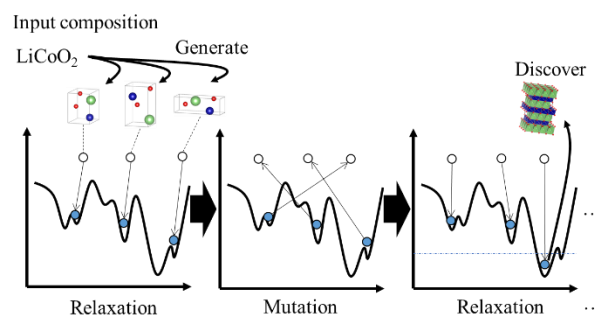 Input composition
LiCoO₂
Generate
Discover
Relaxation
Mutation
Relaxation
..
..